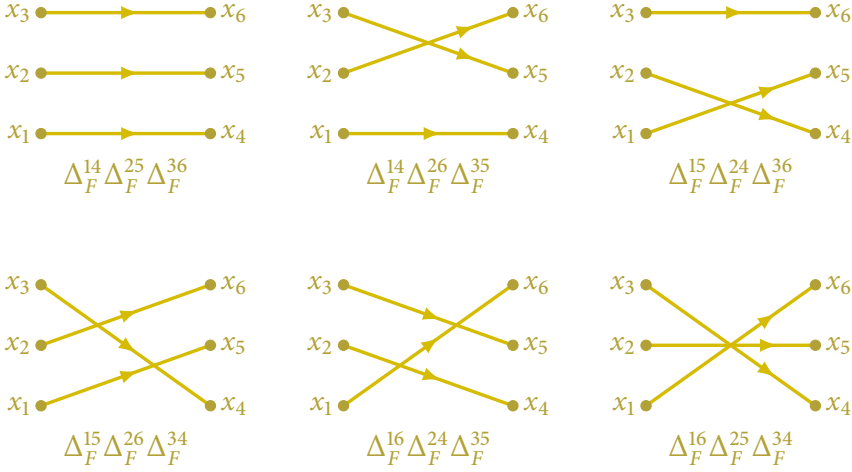 x₃ x₆ x₃ x₆ x₃ x₆
x₂ x₅ x₂ x₅ x₂ x₅
x₁ x₄ x₁ x₄ x₁ x₄
Δ_F^{14} Δ_F^{25} Δ_F^{36} Δ_F^{14} Δ_F^{26} Δ_F^{35} Δ_F^{15} Δ_F^{24} Δ_F^{36}
x₃ x₆ x₃ x₆ x₃ x₆
x₂ x₅ x₂ x₅ x₂ x₅
x₁ x₄ x₁ x₄ x₁ x₄
Δ_F^{15} Δ_F^{26} Δ_F^{34} Δ_F^{16} Δ_F^{24} Δ_F^{35} Δ_F^{16} Δ_F^{25} Δ_F^{34}